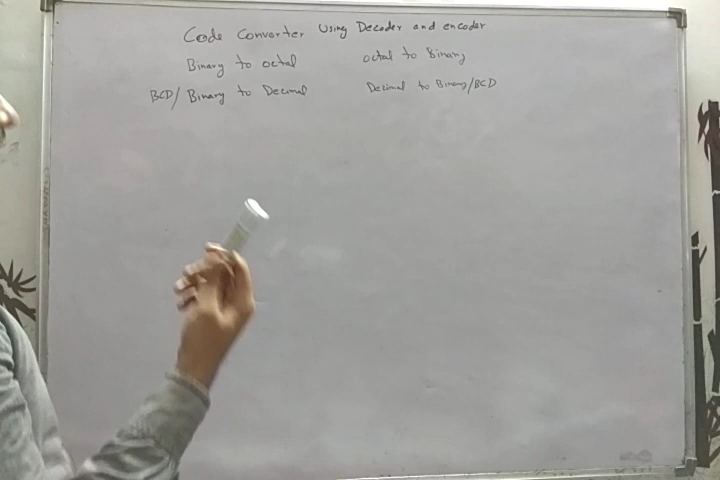 Code Converter Using Decoder and encoder
Binary to octal octal to Binary
BCD/Binary to Decimal Decimal to Binary/BCD